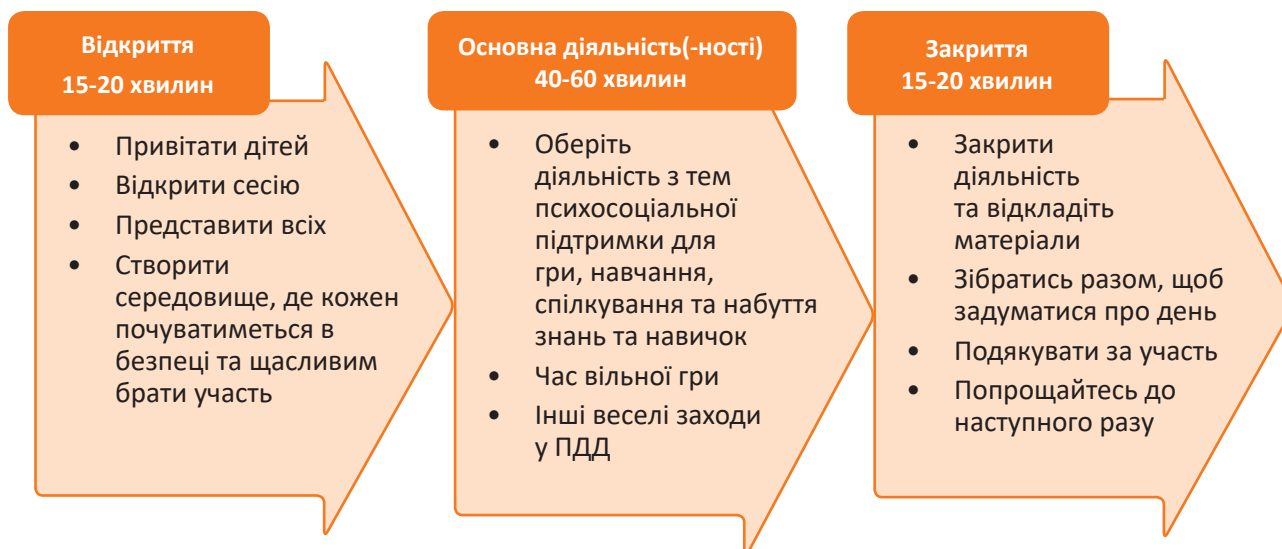 Відкриття
15-20 хвилин
• Привітати дітей
• Відкрити сесію
• Представити всіх
• Створити
середовище, де кожен
почуватиметься в
безпеці та щасливим
брати участь
Основна діяльність(-ності)
40-60 хвилин
• Оберіть
діяльність з тем
психосоціальної
підтримки для
гри, навчання,
спілкування та набуття
знань та навичок
• Час вільної гри
• Інші веселі заходи
у ПДД
Закриття
15-20 хвилин
• Закрити
діяльність
та відкладіть
матеріали
• Зібратись разом, щоб
задуматися про день
• Подякувати за участь
• Попрощайтесь до
наступного разу